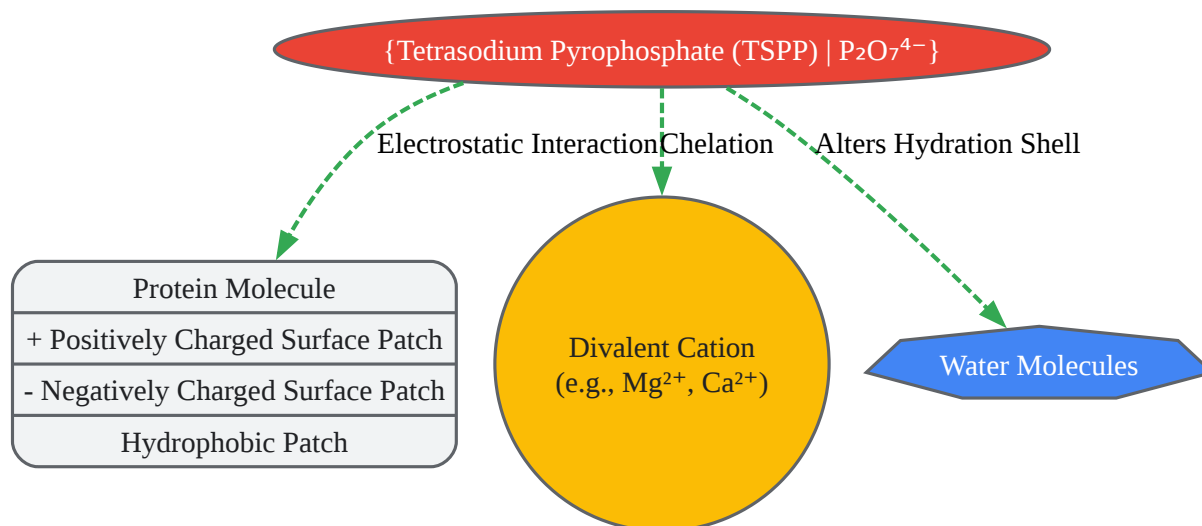 {Tetrasodium Pyrophosphate (TSPP) | P₂O₇⁴⁻}
Electrostatic Interaction
Chelation
Alters Hydration Shell
Protein Molecule
+ Positively Charged Surface Patch
- Negatively Charged Surface Patch
Hydrophobic Patch
Divalent Cation
(e.g., Mg²⁺, Ca²⁺)
Water Molecules